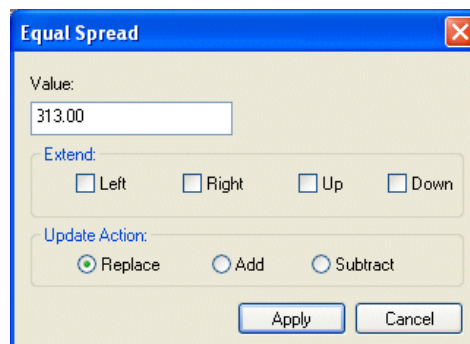 Equal Spread
Value:
313.00
Extend:
Left Right Up Down
Update Action:
Replace Add Subtract
Apply Cancel